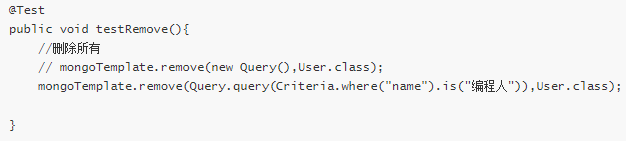 @Test
public void testRemove(){
//删除所有
// mongoTemplate.remove(new Query(),User.class);
mongoTemplate.remove(Query.query(Criteria.where("name").is("编程人")),User.class);
}